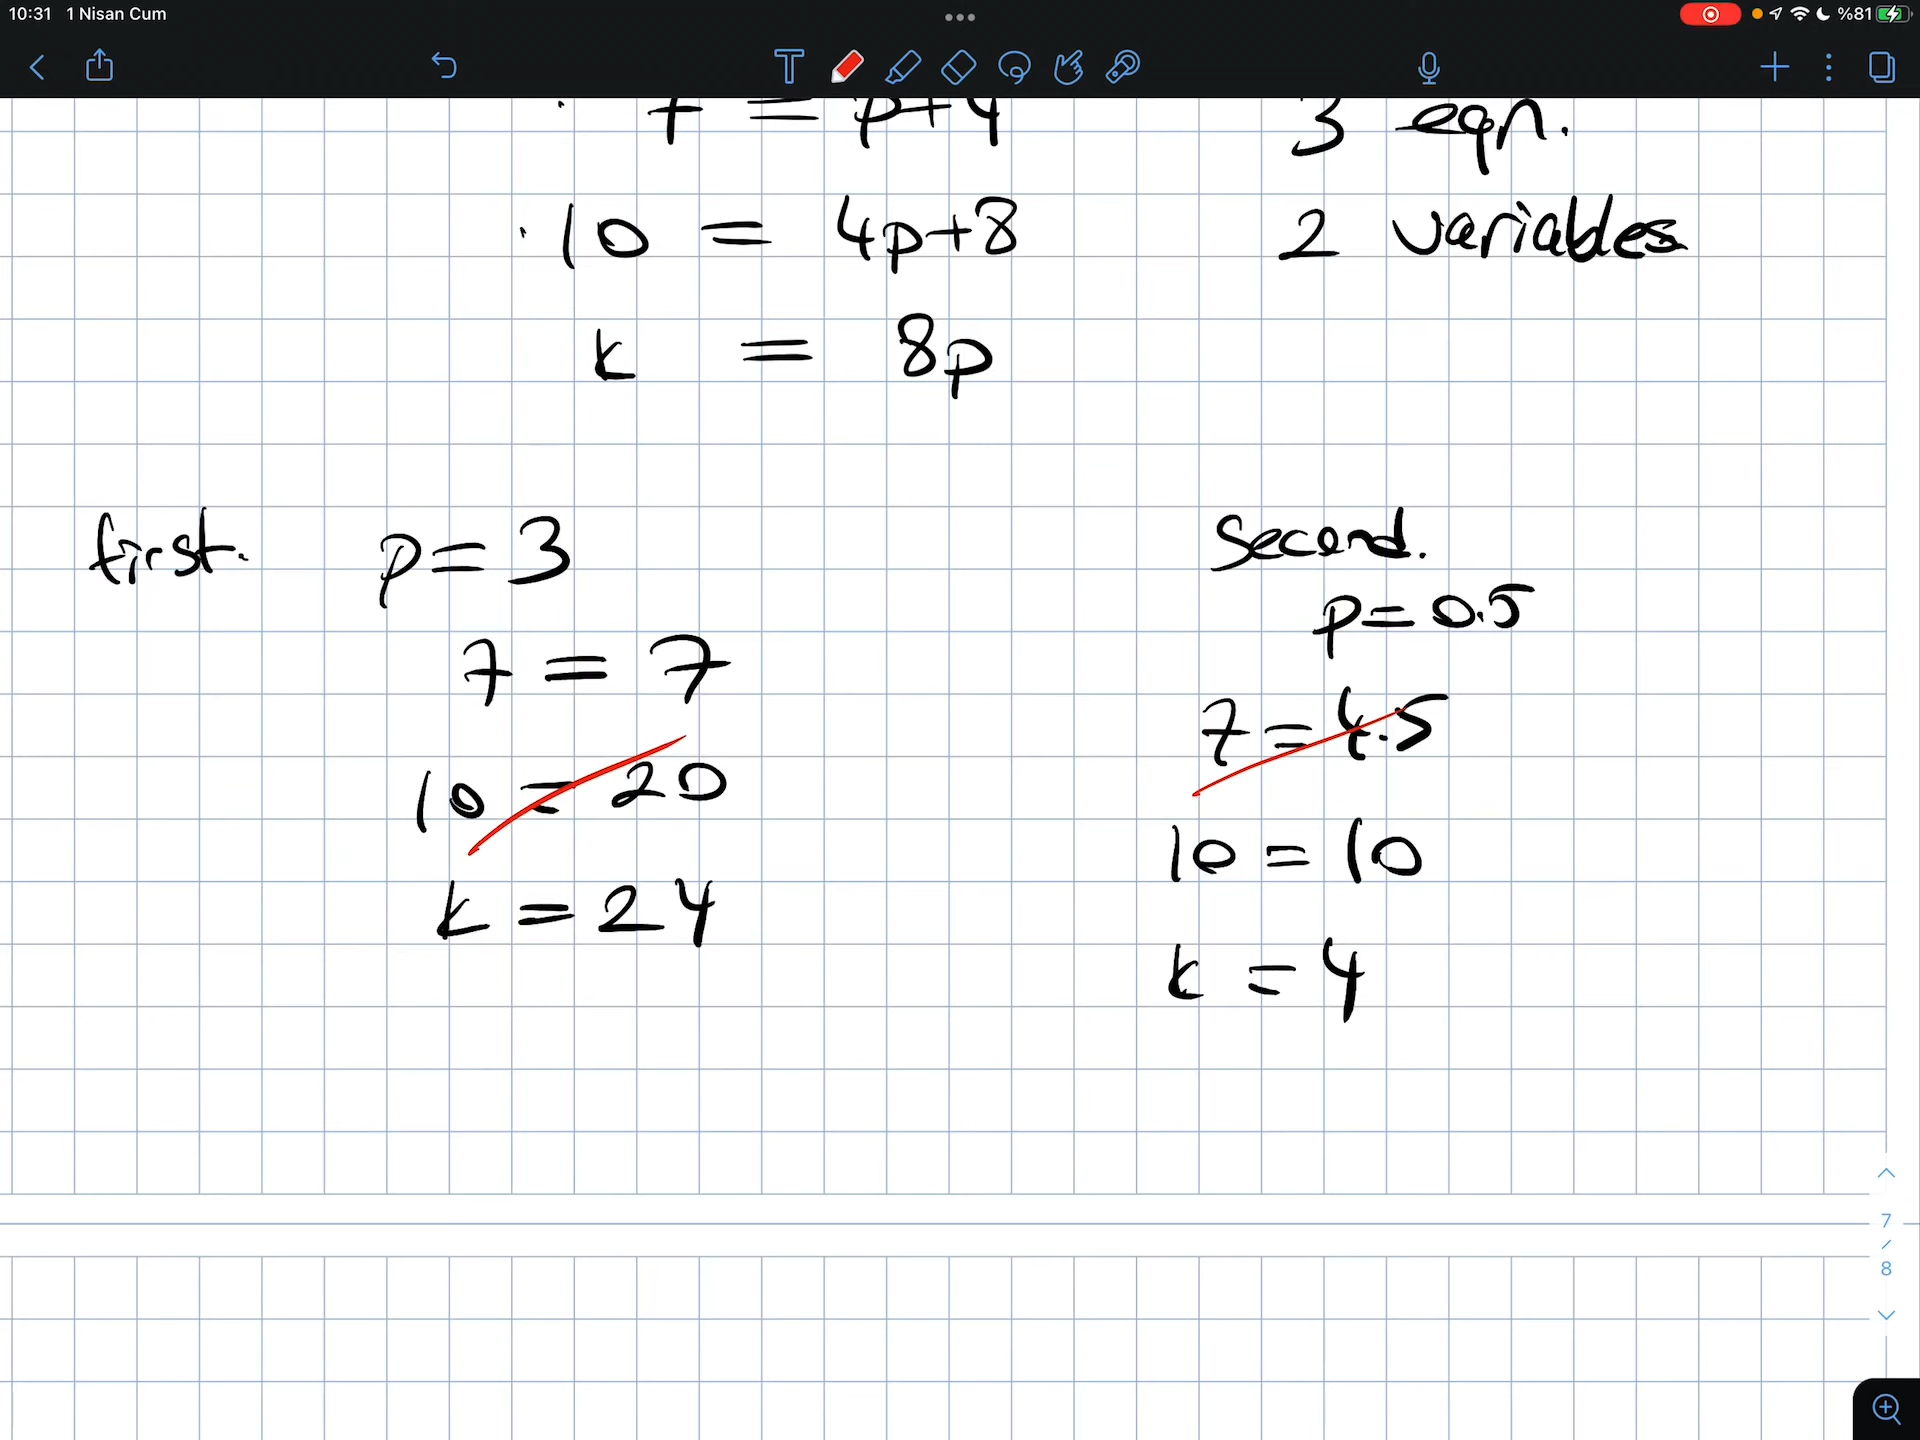 10:31 1 Nisan Cum
%81
7 = p+4
3 eqn.
10 = 4p+8
2 variables
k = 8p
first. p=3
7 = 7
10 = 20
k = 24
Second.
p = 0.5
7 = 4.5
10 = 10
k = 4
7
/
8